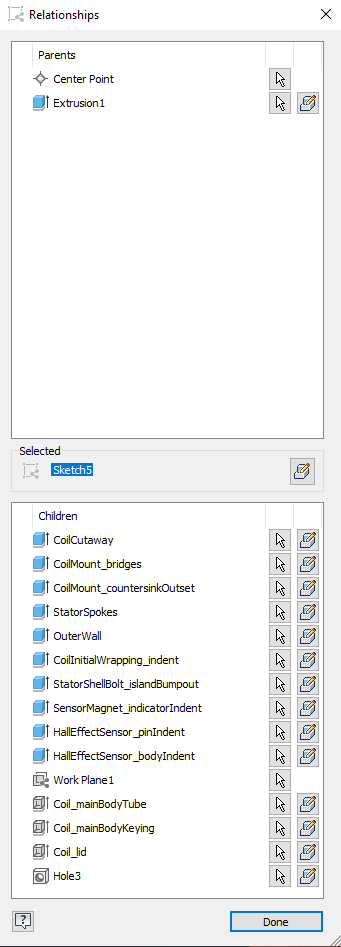 Relationships
Parents
Center Point
Extrusion1
Selected
Sketch5
Children
CoilCutaway
CoilMount_bridges
CoilMount_countersinkOutset
StatorSpokes
OuterWall
CoilInitialWrapping_indent
StatorShellBolt_islandBumpout
SensorMagnet_indicatorIndent
HallEffectSensor_pinIndent
HallEffectSensor_bodyIndent
Work Plane1
Coil_mainBodyTube
Coil_mainBodyKeying
Coil_lid
Hole3
?
Done